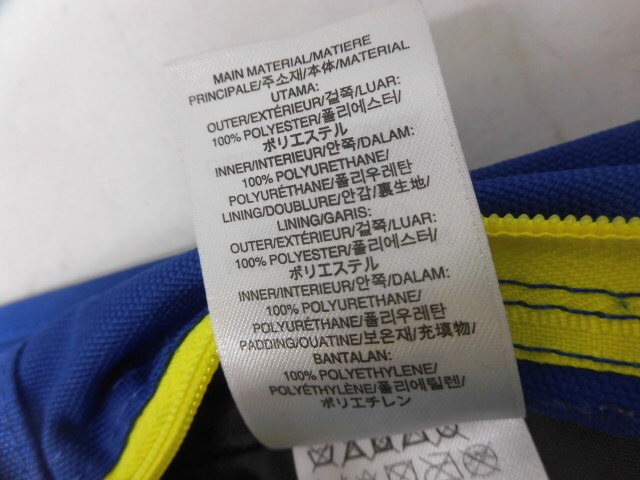 MAIN MATERIAL/MATIERE
PRINCIPALE/주소재/本体/MATERIAL
UTAMA:
OUTER/EXTÉRIEUR/겉쪽/LUAR:
100% POLYESTER/폴리에스터/
ポリエステル
INNER/INTERIEUR/안쪽/DALAM:
100% POLYURETHANE/
POLYURÉTHANE/폴리우레탄
LINING/DOUBLURE/안감/裏生地/
LINING/GARIS:
OUTER/EXTÉRIEUR/겉쪽/LUAR:
100% POLYESTER/폴리에스터/
ポリエステル
INNER/INTERIEUR/안쪽/DALAM:
100% POLYURETHANE/
POLYURÉTHANE/폴리우레탄
PADDING/OUATINE/보온재/充填物/
BANTALAN:
100% POLYETHYLENE/
POLYÉTHYLÈNE/폴리에틸렌/
ポリエチレン